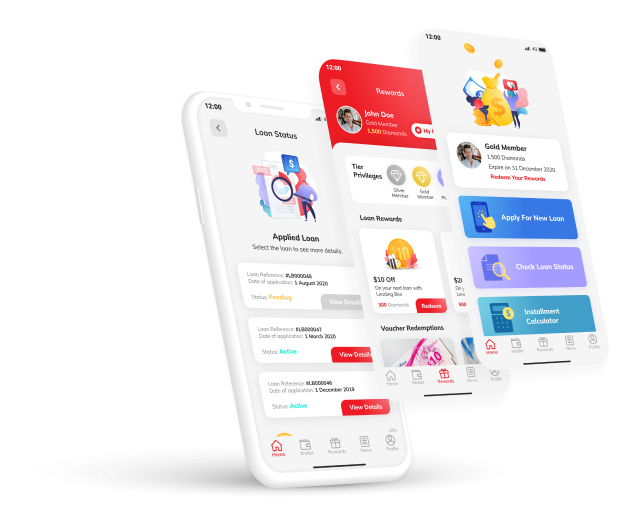 12:00
Loan Status
$
Applied Loan
Select the loan to see more details.
Loan Reference: #LB000048
Date of application: 1 August 2020
Status: Pending
View Details
Loan Reference: #LB000047
Date of application: 1 March 2020
Status: Active
View Details
Loan Reference: #LB000046
Date of application: 1 December 2019
Status: Active
View Details
Home
Wallet
Rewards
News
Profile
12:00
Rewards
John Doe
Gold Member
1,500 Diamonds
My
Tier
Privileges
Silver
Member
Gold
Member
Loan Rewards
10
$10 Off
On your next loan with
Lending Bee
300 Diamonds
Redeem
Voucher Redemptions
Home
Wallet
Rewards
News
Profile
12:00
4G
$
Gold Member
1,500 Diamonds
Expire on 31 December 2020
Redeem Your Rewards
Apply For New Loan
Check Loan Status
$
Installment
Calculator
Home
Wallet
Rewards
News
Profile